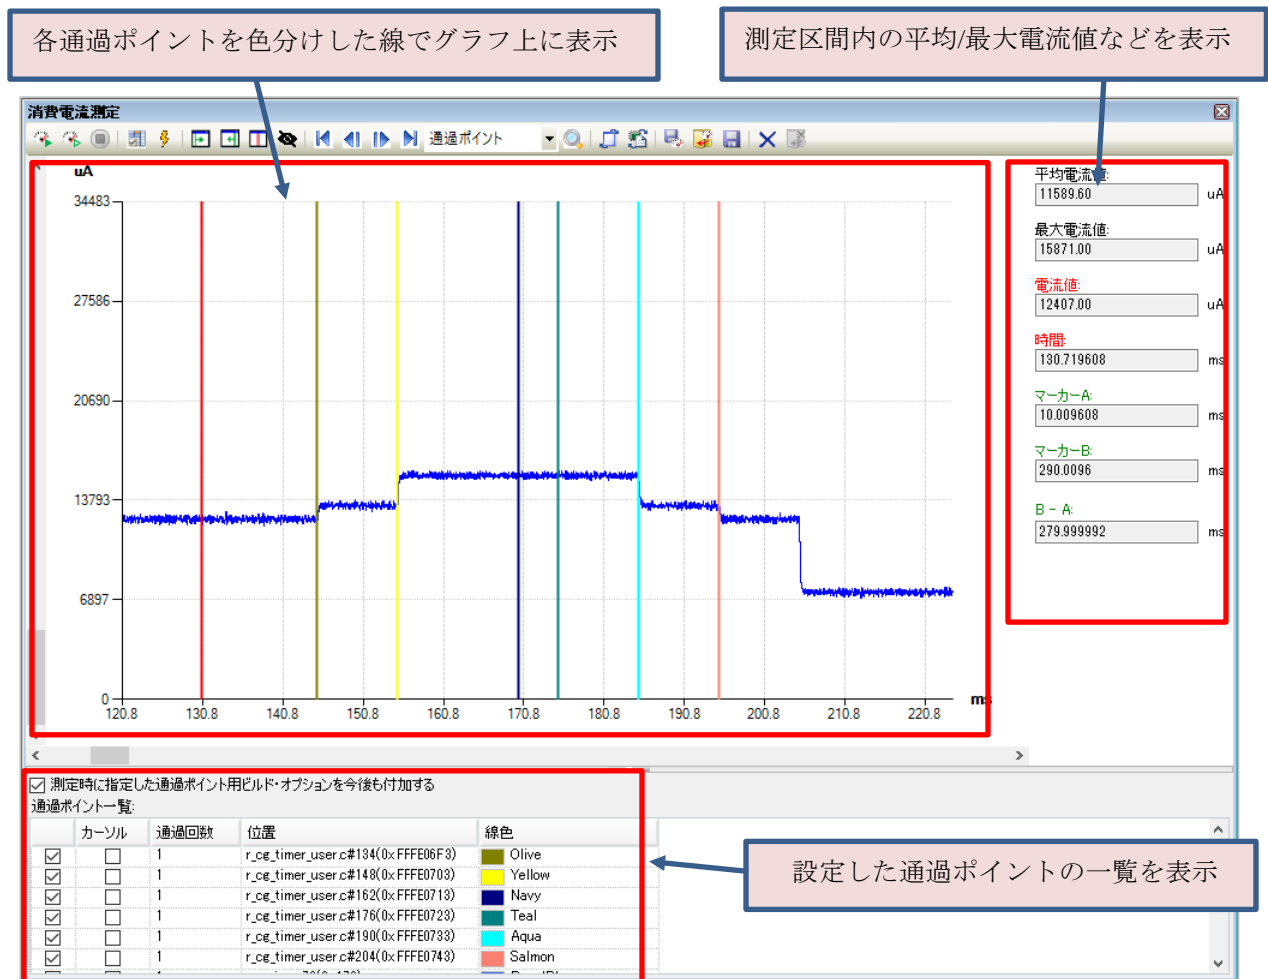 各通過ポイントを色分けした線でグラフ上に表示
測定区間内の平均/最大電流値などを表示
消費電流測定
通過ポイント
uA
34483
27586
20690
13793
6897
0
120.8 130.8 140.8 150.8 160.8 170.8 180.8 190.8 200.8 210.8 220.8
ms
平均電流値:
11589.60 uA
最大電流値:
15871.00 uA
電流値:
12407.00 uA
時間:
130.719608 ms
マーカーA:
10.009608 ms
マーカーB:
290.0096 ms
B - A:
279.999992 ms
測定時に指定した通過ポイント用ビルド・オプションを今後も付加する
通過ポイント一覧:
カーソル 通過回数 位置 線色
1 r_cg_timer_user.c#134(0xFFFE06F3) Olive
1 r_cg_timer_user.c#148(0xFFFE0703) Yellow
1 r_cg_timer_user.c#162(0xFFFE0713) Navy
1 r_cg_timer_user.c#176(0xFFFE0723) Teal
1 r_cg_timer_user.c#190(0xFFFE0733) Aqua
1 r_cg_timer_user.c#204(0xFFFE0743) Salmon
設定した通過ポイントの一覧を表示